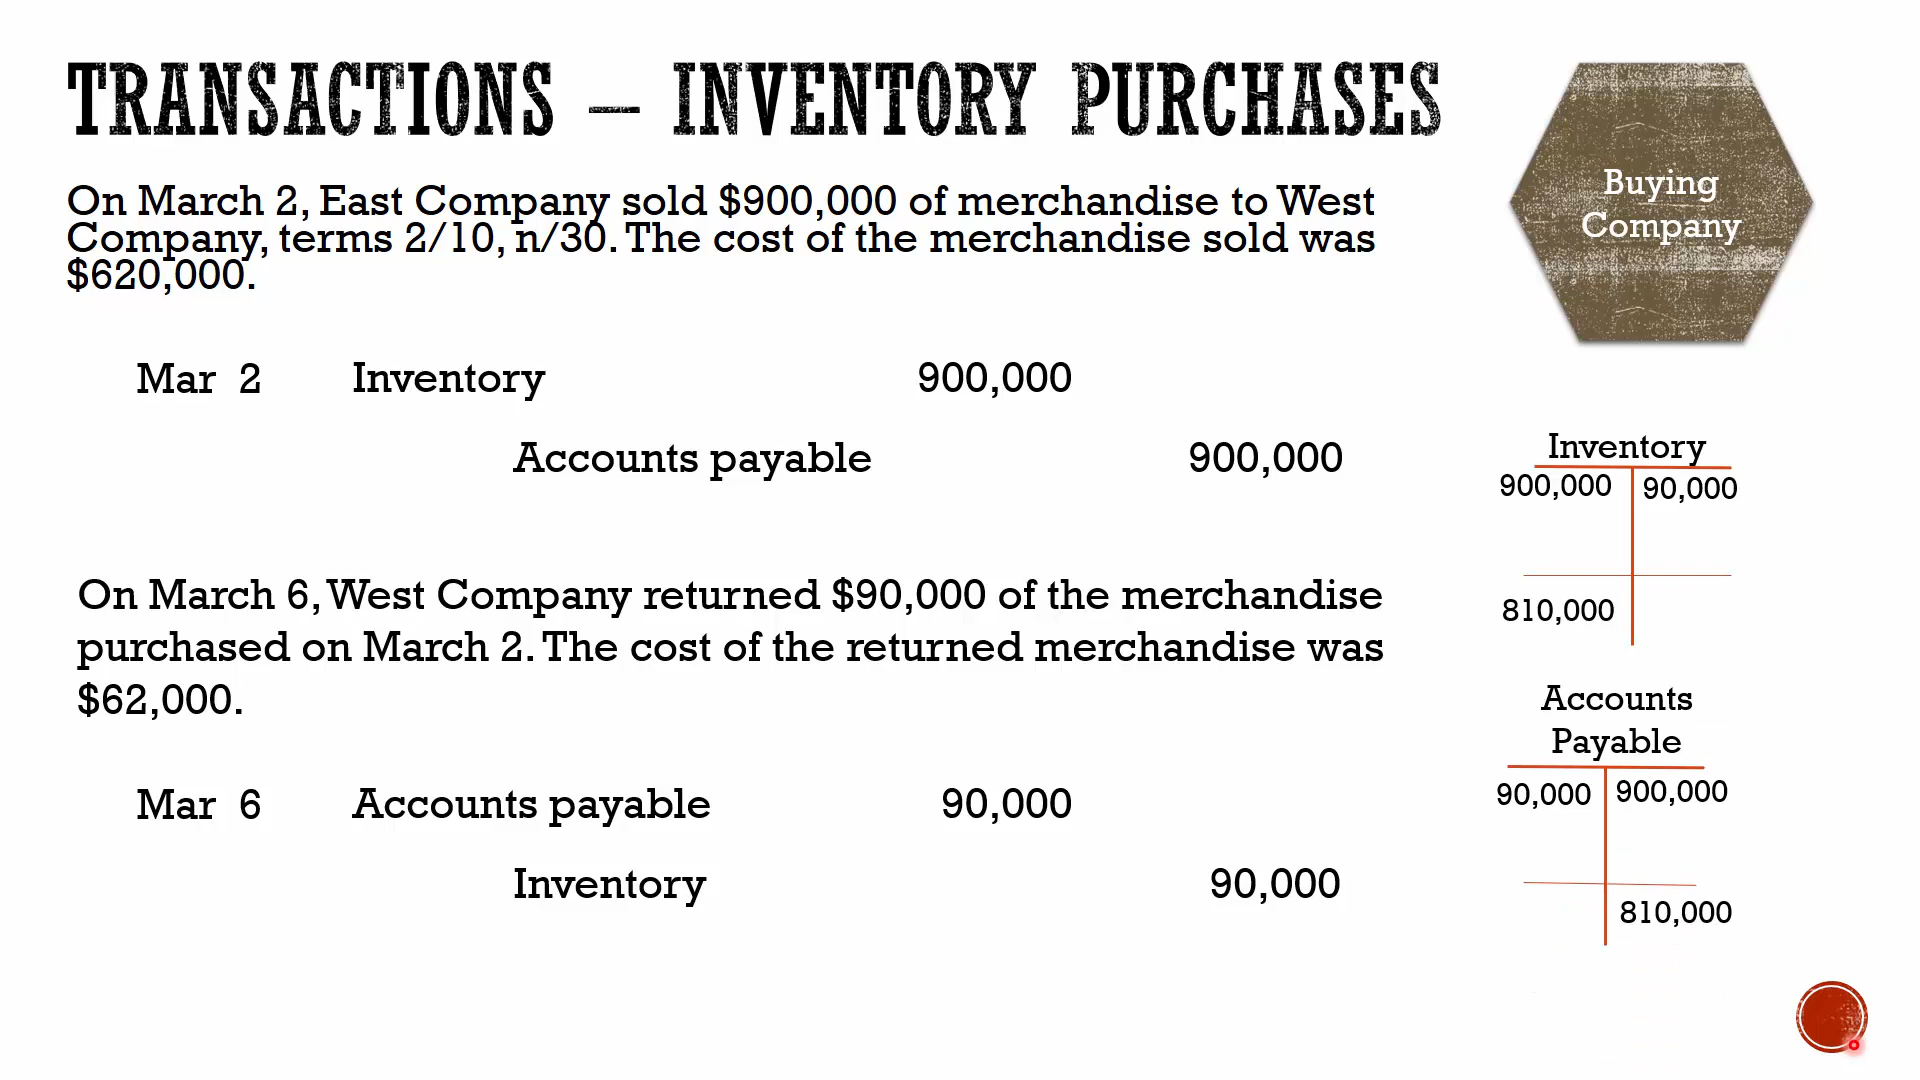 TRANSACTIONS – INVENTORY PURCHASES
Buying
Company
On March 2, East Company sold $900,000 of merchandise to West
Company, terms 2/10, n/30. The cost of the merchandise sold was
$620,000.
Mar 2 Inventory 900,000
Accounts payable 900,000
On March 6, West Company returned $90,000 of the merchandise
purchased on March 2. The cost of the returned merchandise was
$62,000.
Mar 6 Accounts payable 90,000
Inventory 90,000
Inventory
900,000 90,000
810,000
Accounts
Payable
90,000 900,000
810,000